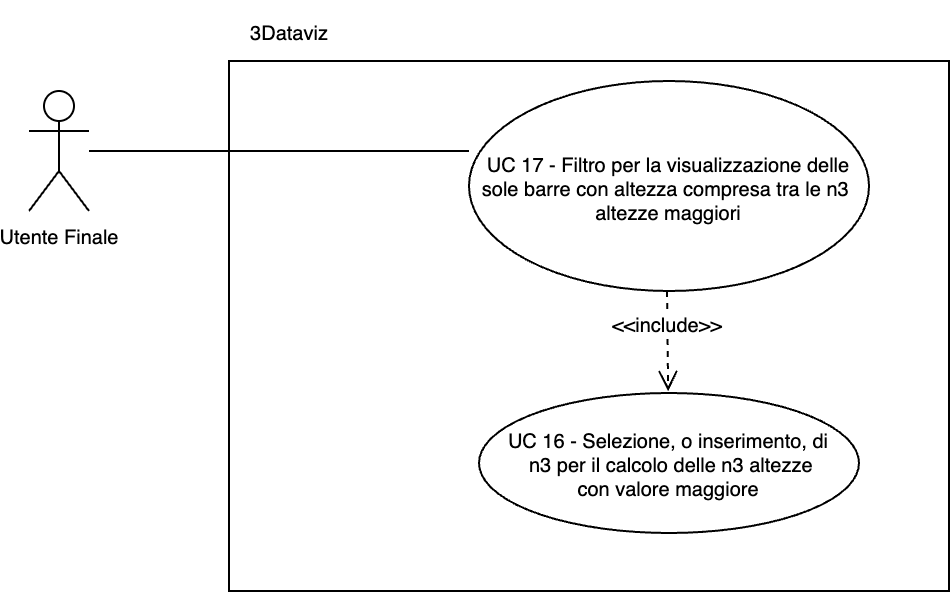 3Dataviz
UC 17 - Filtro per la visualizzazione delle
sole barre con altezza compresa tra le n3
altezze maggiori
Utente Finale
<<include>>
UC 16 - Selezione, o inserimento, di
n3 per il calcolo delle n3 altezze
con valore maggiore